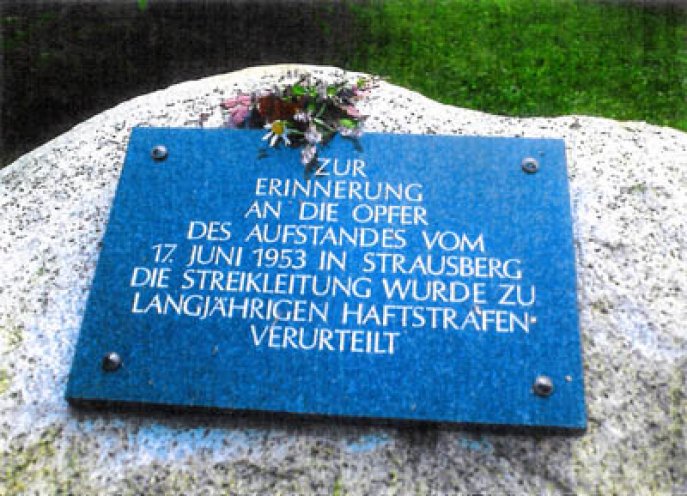 ZUR
ERINNERUNG
AN DIE OPFER
DES AUFSTANDES VOM
17. JUNI 1953 IN STRAUSBERG
DIE STREIKLEITUNG WURDE ZU
LANGJÄHRIGEN HAFTSTRAFEN
VERURTEILT